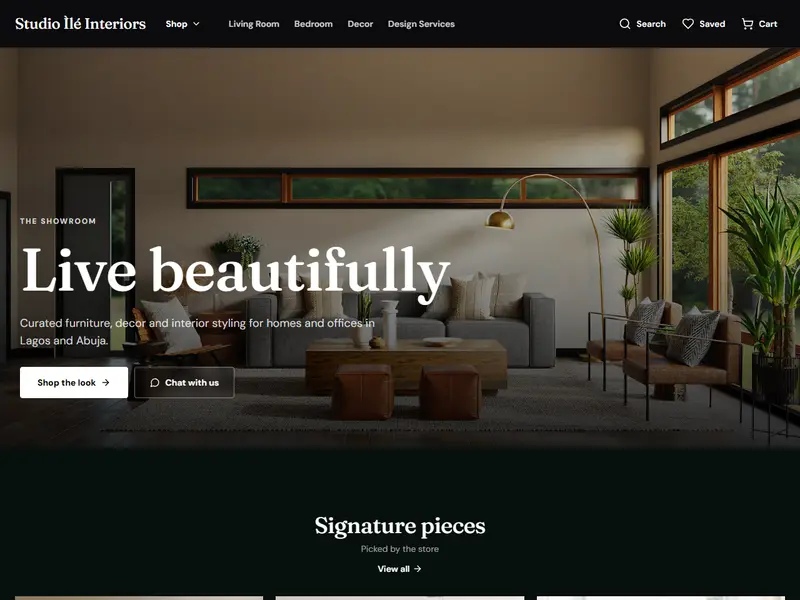 Studio Ìlé Interiors
Shop
Living Room
Bedroom
Decor
Design Services
Search
Saved
Cart
THE SHOWROOM
Live beautifully
Curated furniture, decor and interior styling for homes and offices in
Lagos and Abuja.
Shop the look →
Chat with us
Signature pieces
Picked by the store
View all →